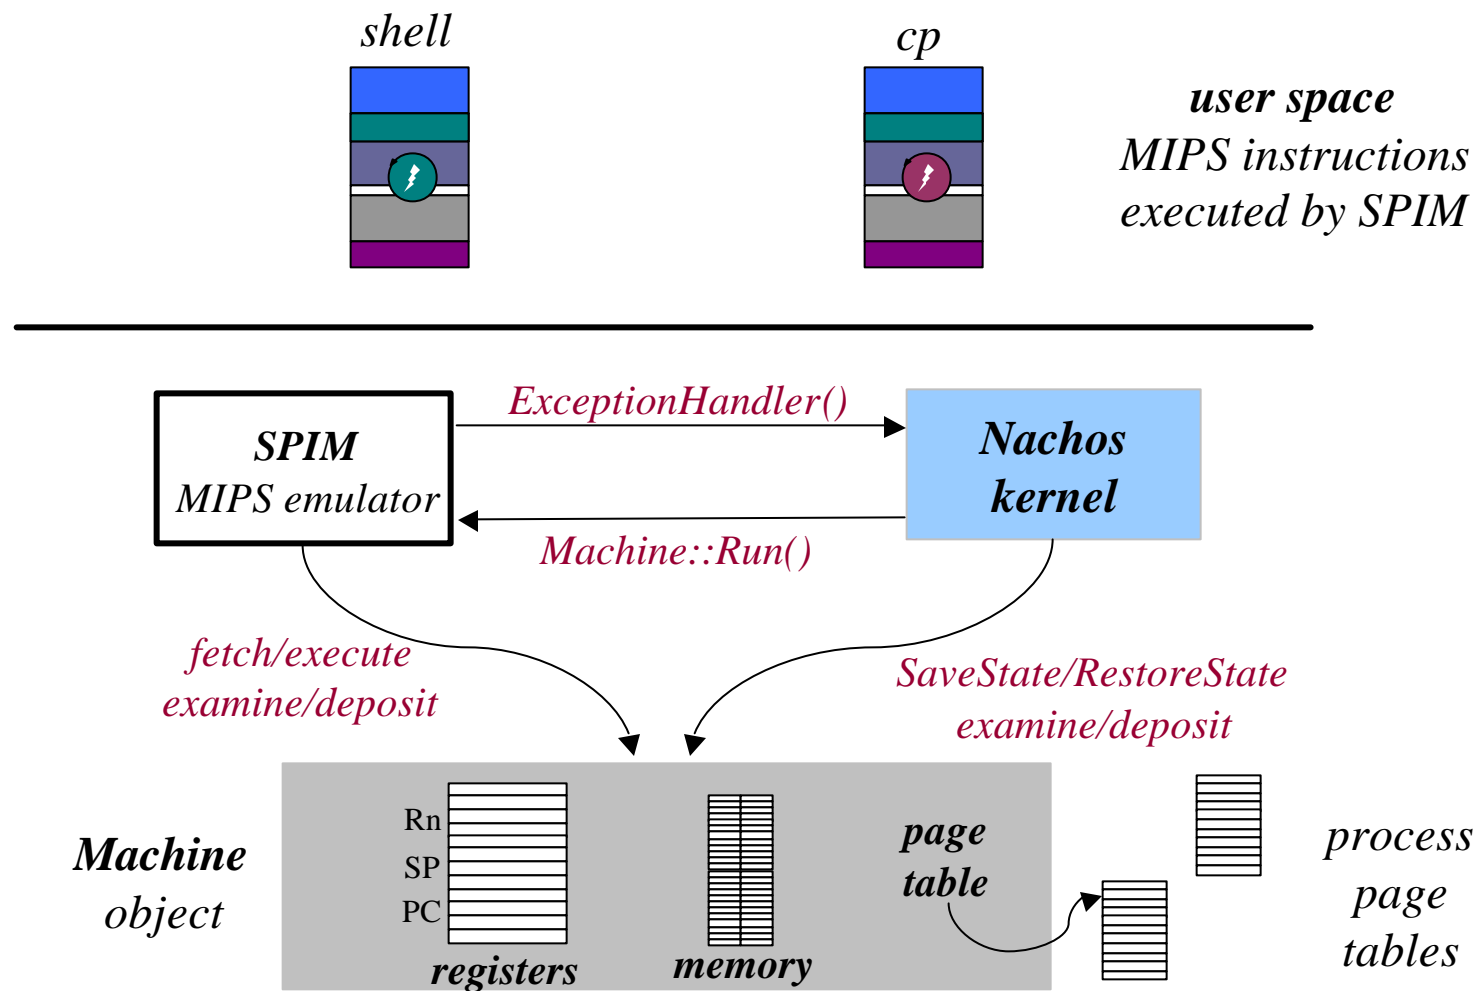 shell
cp
user space
MIPS instructions
executed by SPIM
ExceptionHandler()
SPIM
MIPS emulator
Nachos
kernel
Machine::Run()
fetch/execute
examine/deposit
SaveState/RestoreState
examine/deposit
Machine
object
Rn
SP
PC
registers
memory
page
table
process
page
tables